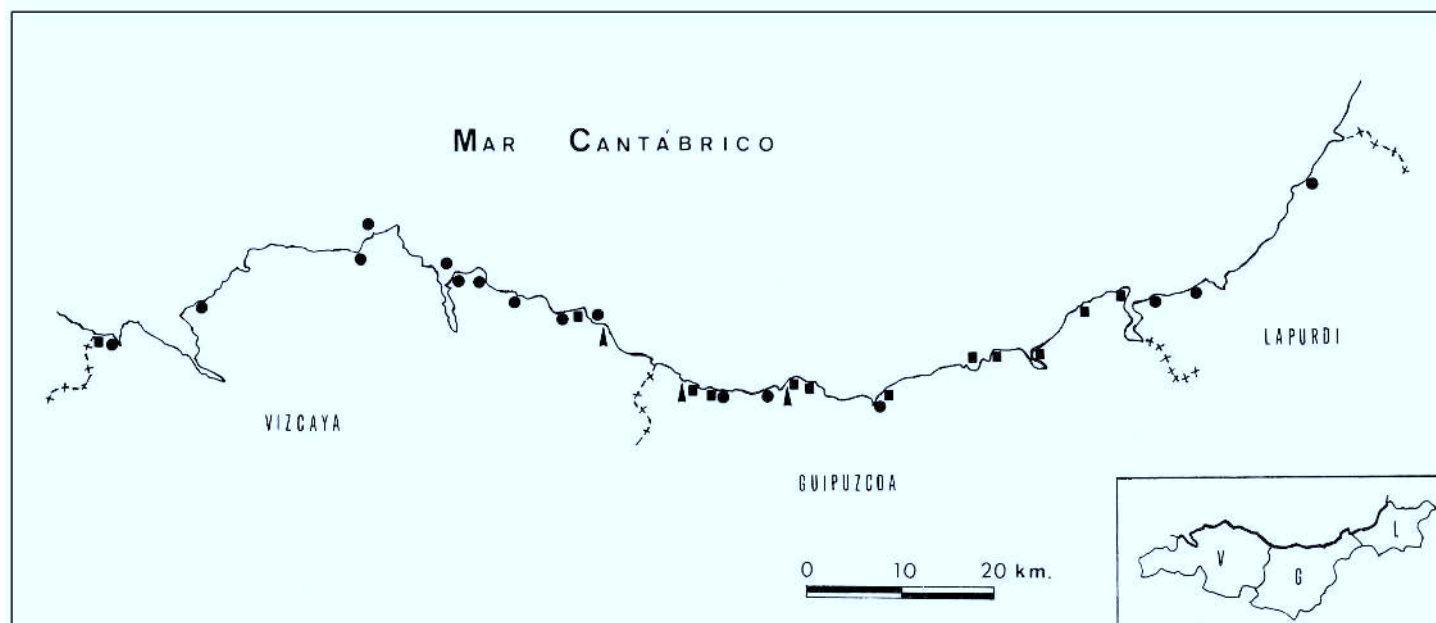 MAR CANTÁBRICO
LAPURDI
VIZCAYA
GUIPUZCOA
0 10 20 km.
V G L